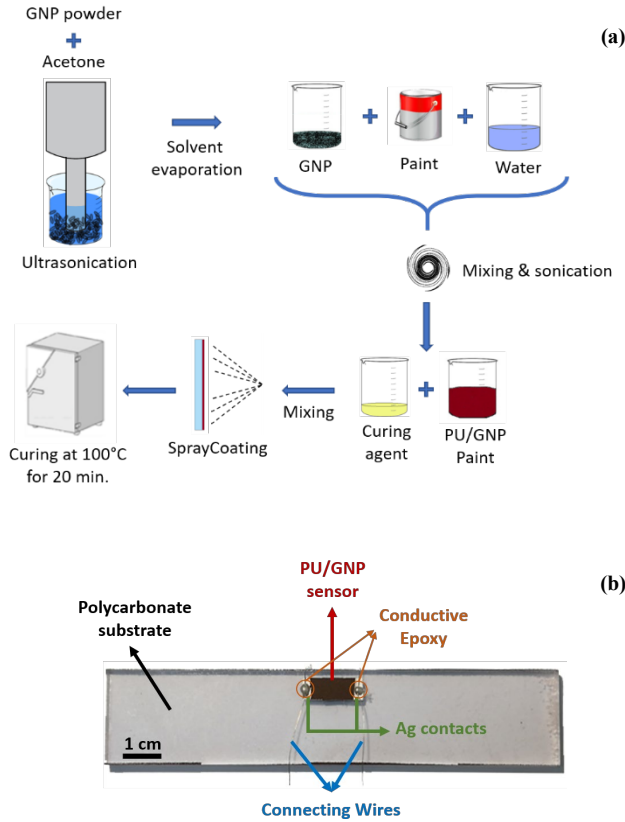 GNP powder
+
Acetone
(a)
Solvent
evaporation
GNP
+
Paint
+
Water
Ultrasonication
Mixing & sonication
Curing at 100°C
for 20 min.
SprayCoating
Mixing
Curing
agent
+
PU/GNP
Paint
(b)
PU/GNP
sensor
Polycarbonate
substrate
Conductive
Epoxy
Ag contacts
1 cm
Connecting Wires